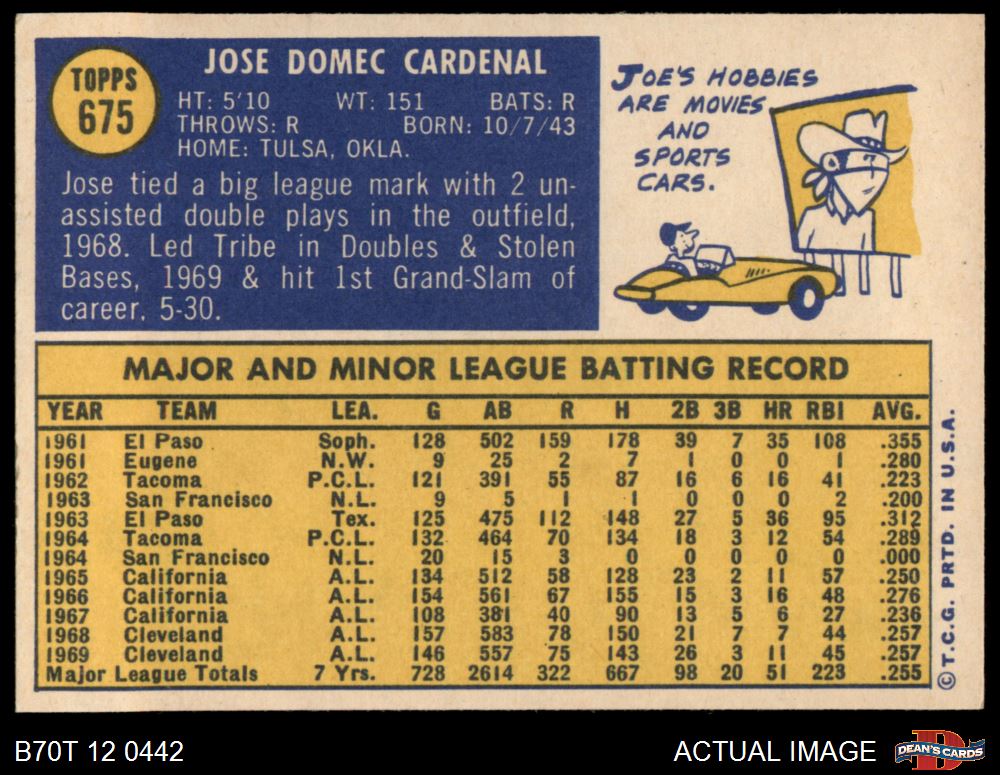 TOPPS
675
JOSE DOMEC CARDENAL
HT: 5'10 WT: 151 BATS: R
THROWS: R BORN: 10/7/43
HOME: TULSA, OKLA.
Jose tied a big league mark with 2 un-
assisted double plays in the outfield,
1968. Led Tribe in Doubles & Stolen
Bases, 1969 & hit 1st Grand-Slam of
career, 5-30.
JOE'S HOBBIES
ARE MOVIES
AND
SPORTS
CARS.
MAJOR AND MINOR LEAGUE BATTING RECORD
YEAR TEAM LEA. G AB R H 2B 3B HR RBI AVG.
1961 El Paso Soph. 128 502 159 178 39 7 35 108 .355
1961 Eugene N.W. 9 25 2 7 1 0 0 1 .280
1962 Tacoma P.C.L. 121 391 55 87 16 6 16 41 .223
1963 San Francisco N.L. 9 5 1 1 0 0 0 2 .200
1963 El Paso Tex. 125 475 112 148 27 5 36 95 .312
1964 Tacoma P.C.L. 132 464 70 134 18 3 12 54 .289
1964 San Francisco N.L. 20 15 3 0 0 0 0 0 .000
1965 California A.L. 134 512 58 128 23 2 11 57 .250
1966 California A.L. 154 561 67 155 15 3 16 48 .276
1967 California A.L. 108 381 40 90 13 5 6 27 .236
1968 Cleveland A.L. 157 583 78 150 21 7 7 44 .257
1969 Cleveland A.L. 146 557 75 143 26 3 11 45 .257
Major League Totals 7 Yrs. 728 2614 322 667 98 20 51 223 .255
©T.C.G. PRTD. IN U.S.A.
B70T 12 0442
ACTUAL IMAGE
D
DEAN'S CARDS